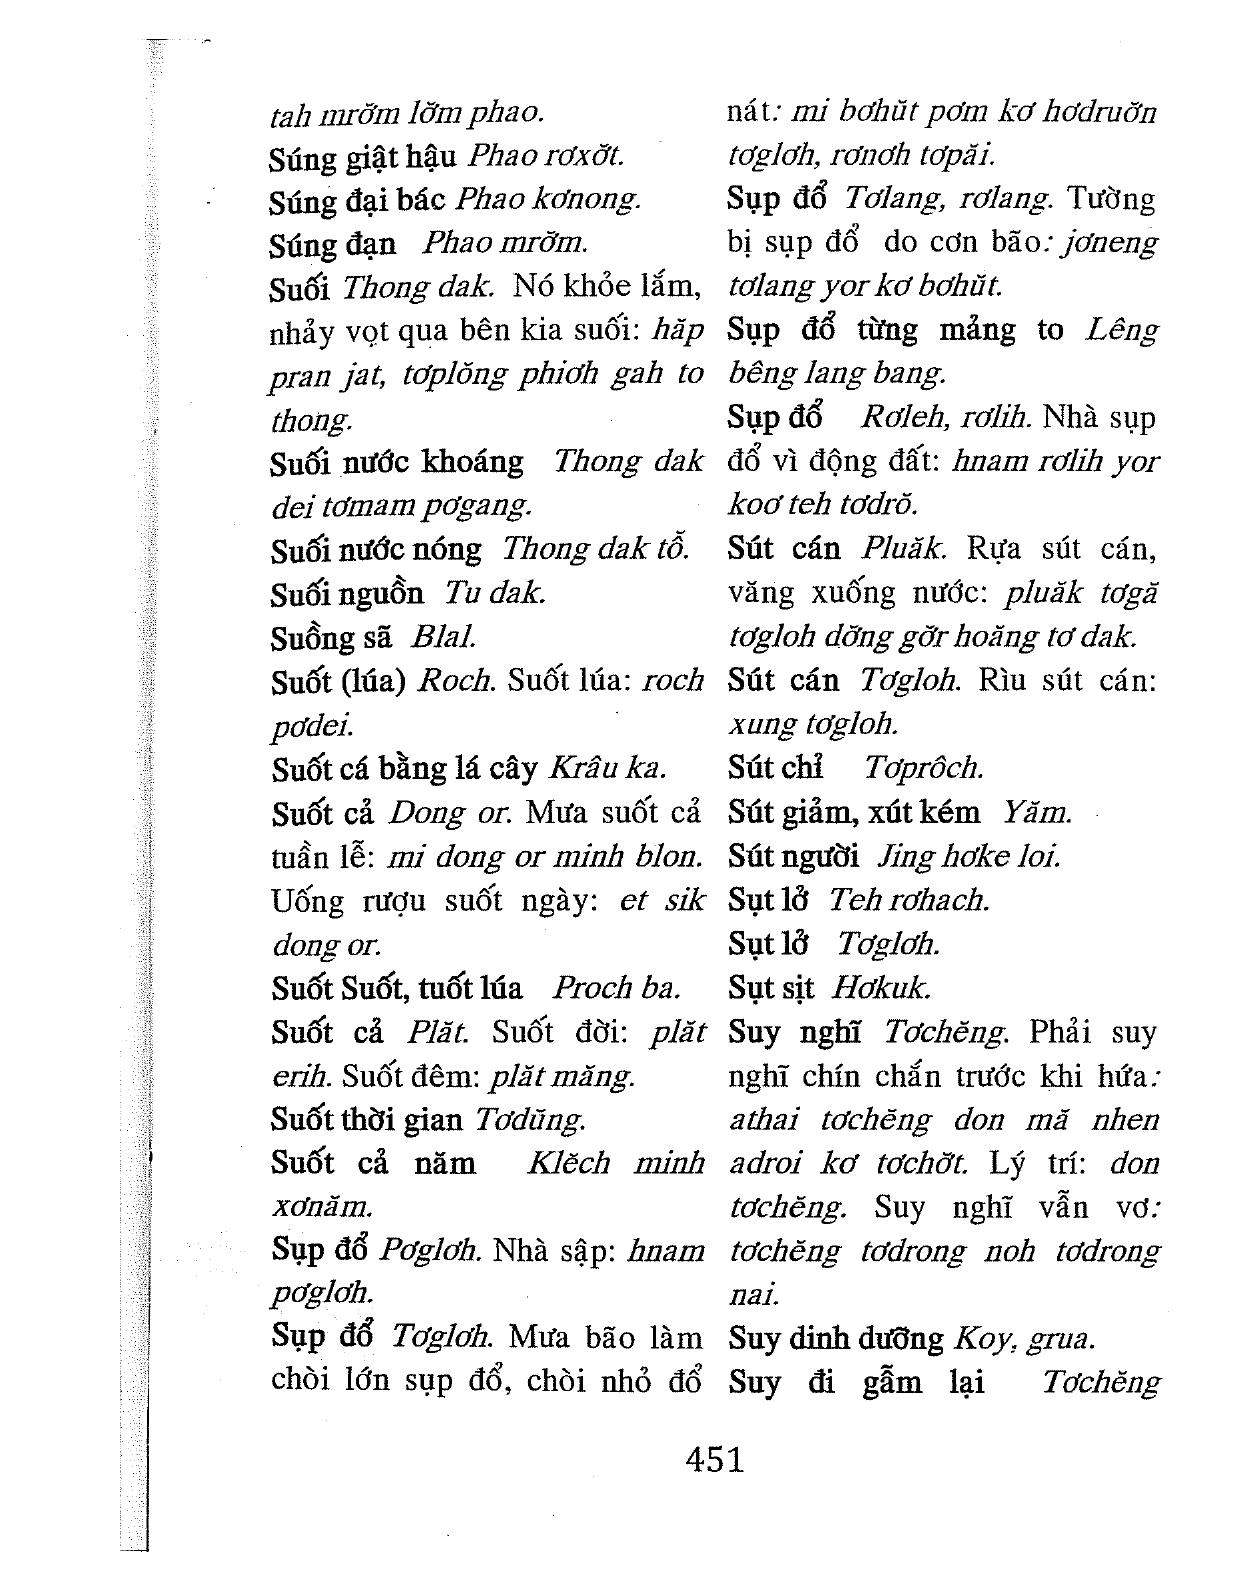 tah mrỡm lỡm phao.
Súng giật hậu Phao rơxỡt.
Súng đại bác Phao kơnong.
Súng đạn Phao mrỡm.
Suối Thong dak. Nó khỏe lắm,
nhảy vọt qua bên kia suối: hăp
pran jat, tơplŏng phiơh gah to
thong.
Suối nước khoáng Thong dak
dei tơmam pơgang.
Suối nước nóng Thong dak tỗ.
Suối nguồn Tu dak.
Suồng sã Blal.
Suốt (lúa) Roch. Suốt lúa: roch
pơdei.
Suốt cá bằng lá cây Krâu ka.
Suốt cả Dong or. Mưa suốt cả
tuần lễ: mi dong or minh blon.
Uống rượu suốt ngày: et sik
dong or.
Suốt Suốt, tuốt lúa Proch ba.
Suốt cả Plăt. Suốt đời: plăt
erih. Suốt đêm: plăt măng.
Suốt thời gian Tơdŭng.
Suốt cả năm Klĕch minh
xơnăm.
Sụp đổ Pơglơh. Nhà sập: hnam
pơglơh.
Sụp đổ Tơglơh. Mưa bão làm
chòi lớn sụp đổ, chòi nhỏ đổ
nát: mi bơhŭt pơm kơ hơdruỡn
tơglơh, rơnơh tơpăi.
Sụp đổ Tơlang, rơlang. Tường
bị sụp đổ do cơn bão: jơneng
tơlang yor kơ bơhŭt.
Sụp đổ từng mảng to Lêng
bêng lang bang.
Sụp đổ Rơleh, rơlih. Nhà sụp
đổ vì động đất: hnam rơlih yor
koơ teh tơdrŏ.
Sút cán Pluăk. Rựa sút cán,
văng xuống nước: pluăk tơgă
tơgloh dỡng gỡr hoăng tơ dak.
Sút cán Tơgloh. Rìu sút cán:
xung tơgloh.
Sút chỉ Tơprôch.
Sút giảm, xút kém Yăm.
Sút người Jing hơke loi.
Sụt lở Teh rơhach.
Sụt lở Tơglơh.
Sụt sịt Hơkuk.
Suy nghĩ Tơchĕng. Phải suy
nghĩ chín chắn trước khi hứa:
athai tơchĕng don mă nhen
adroi kơ tơchỡt. Lý trí: don
tơchĕng. Suy nghĩ vẫn vơ:
tơchĕng tơdrong noh tơdrong
nai.
Suy dinh dưỡng Koy, grua.
Suy đi gẫm lại Tơchĕng
451